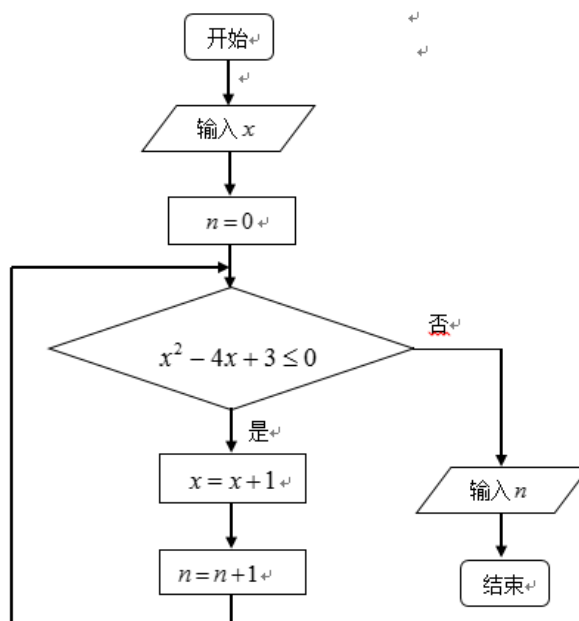 开始
输入 x
n = 0
x² − 4x + 3 ≤ 0
否
是
x = x + 1
n = n + 1
输入 n
结束